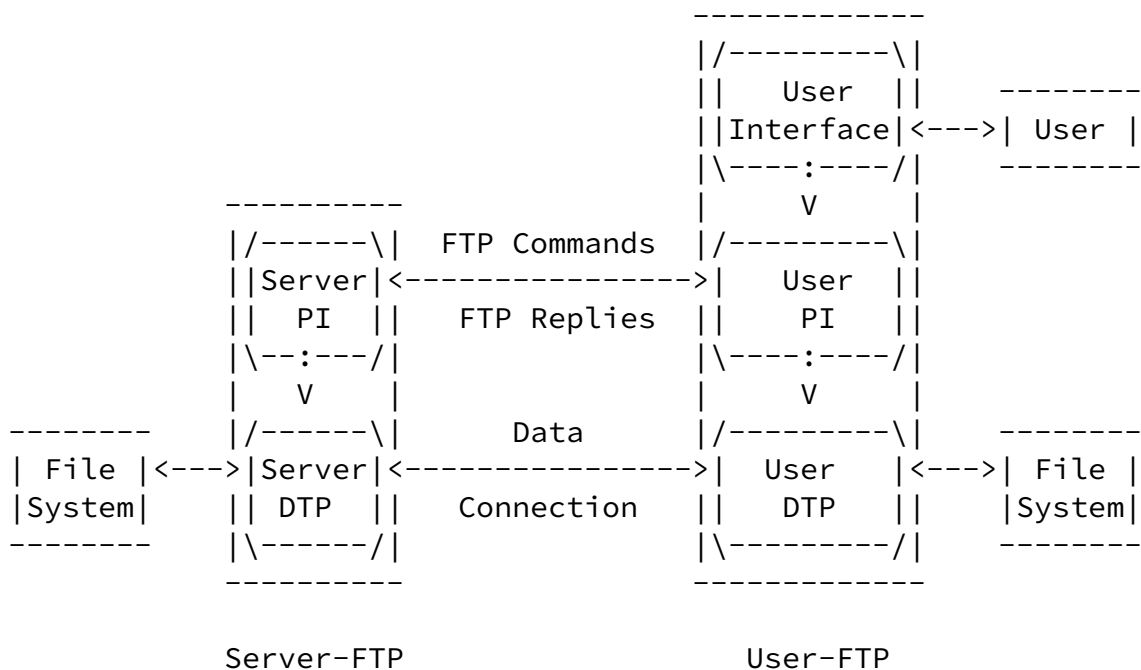 -------------
                                            |/---------\|
                                            ||   User  ||    --------
                                            ||Interface|<--->| User |
                                            |\----:----/|    --------
                  ----------                |     V     |
                  |/------\|  FTP Commands  |/---------\|
                  ||Server|<---------------->|   User  ||
                  ||  PI  ||   FTP Replies  ||    PI   ||
                  |\--:---/|                |\----:----/|
                  |   V    |                |     V     |
--------          |/------\|      Data      |/---------\|    --------
| File |<--->|Server|<---------------->|  User   |<--->| File |
|System|    || DTP  ||   Connection   ||   DTP   ||    |System|
--------    |\------/|                |\---------/|    --------
            ----------                -------------
            Server-FTP                   User-FTP